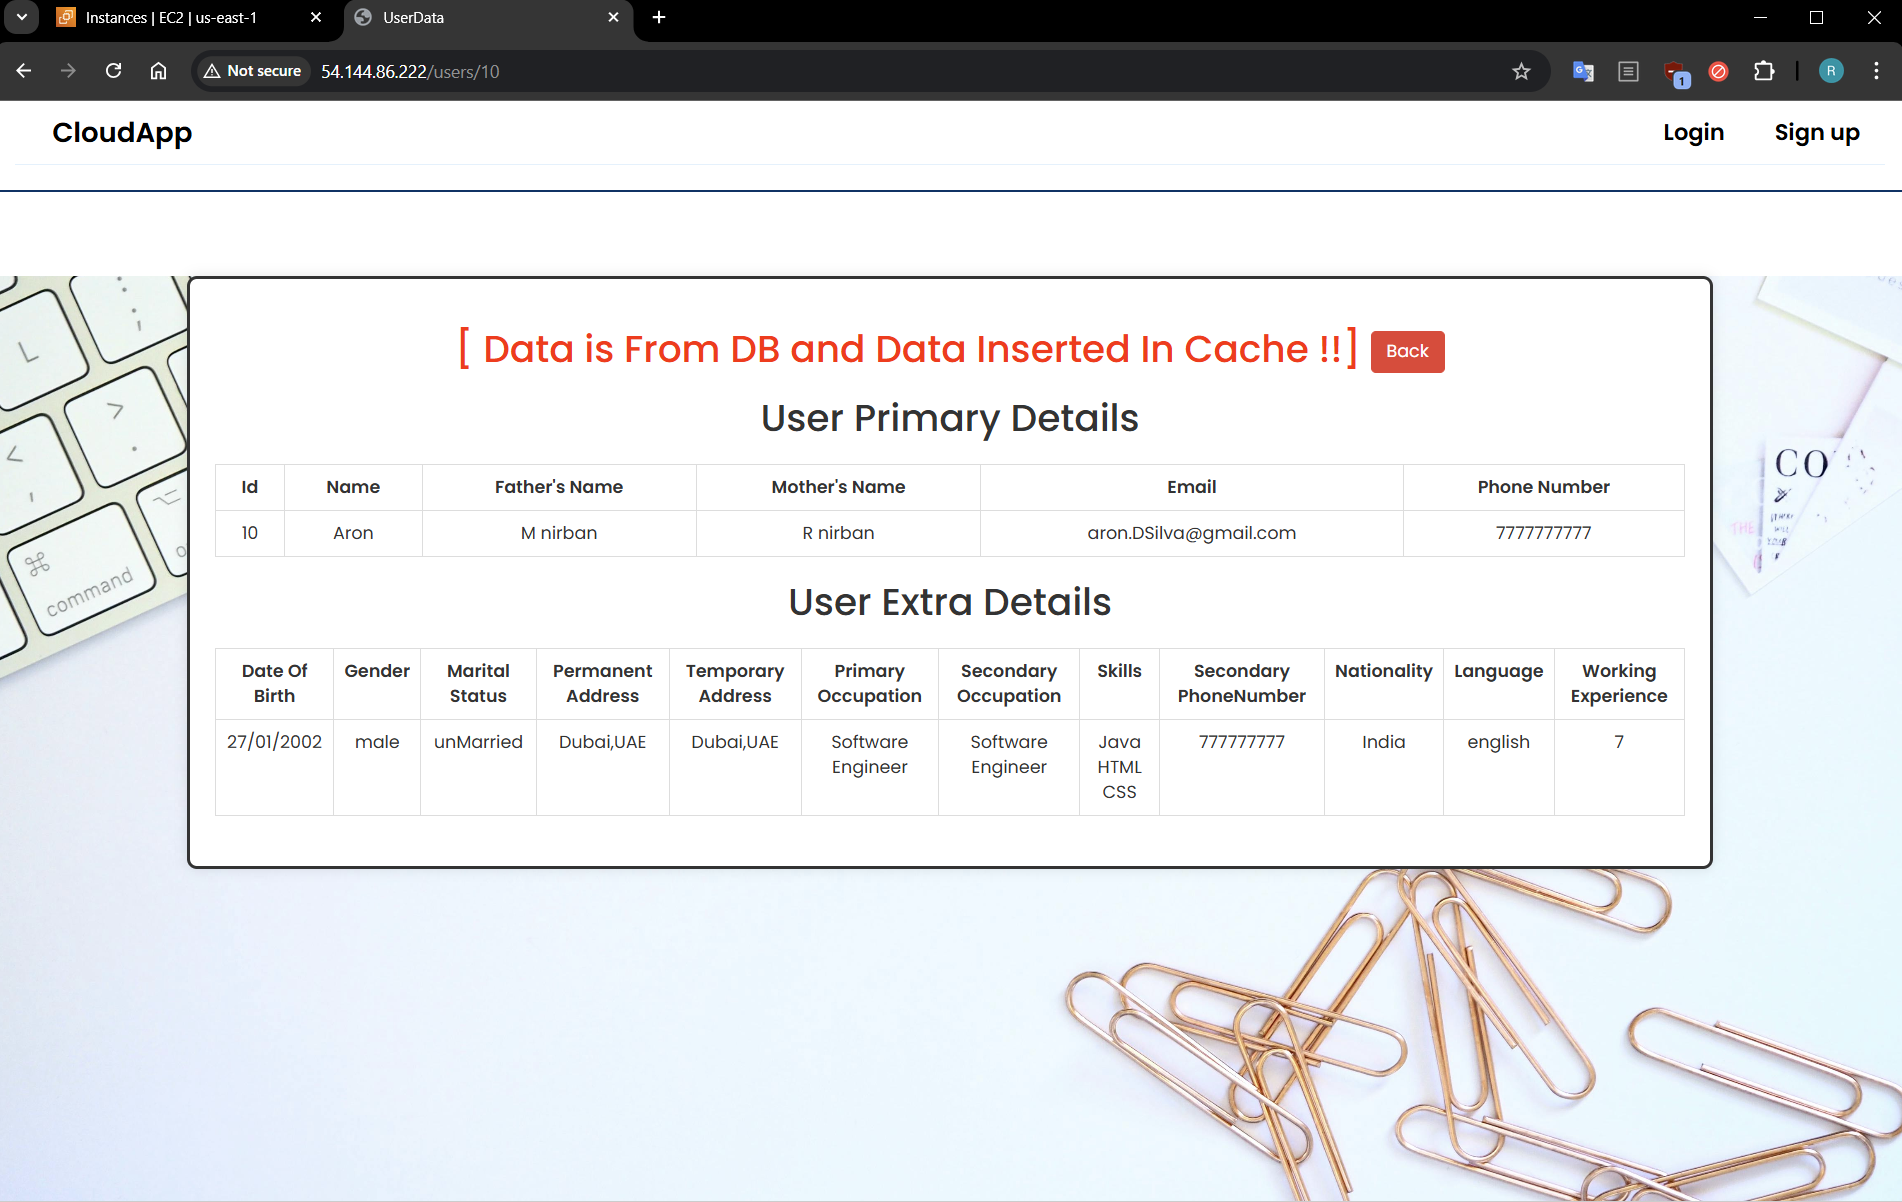 Instances | EC2 | us-east-1
UserData
Not secure
54.144.86.222/users/10
1
R
CloudApp
Login
Sign up
[ Data is From DB and Data Inserted In Cache !!]
Back
User Primary Details
Id
Name
Father's Name
Mother's Name
Email
Phone Number
10
Aron
M nirban
R nirban
aron.DSilva@gmail.com
7777777777
User Extra Details
Date Of
Birth
Gender
Marital
Status
Permanent
Address
Temporary
Address
Primary
Occupation
Secondary
Occupation
Skills
Secondary
PhoneNumber
Nationality
Language
Working
Experience
27/01/2002
male
unMarried
Dubai,UAE
Dubai,UAE
Software
Engineer
Software
Engineer
Java
HTML
CSS
777777777
India
english
7
L
command
CO
THE